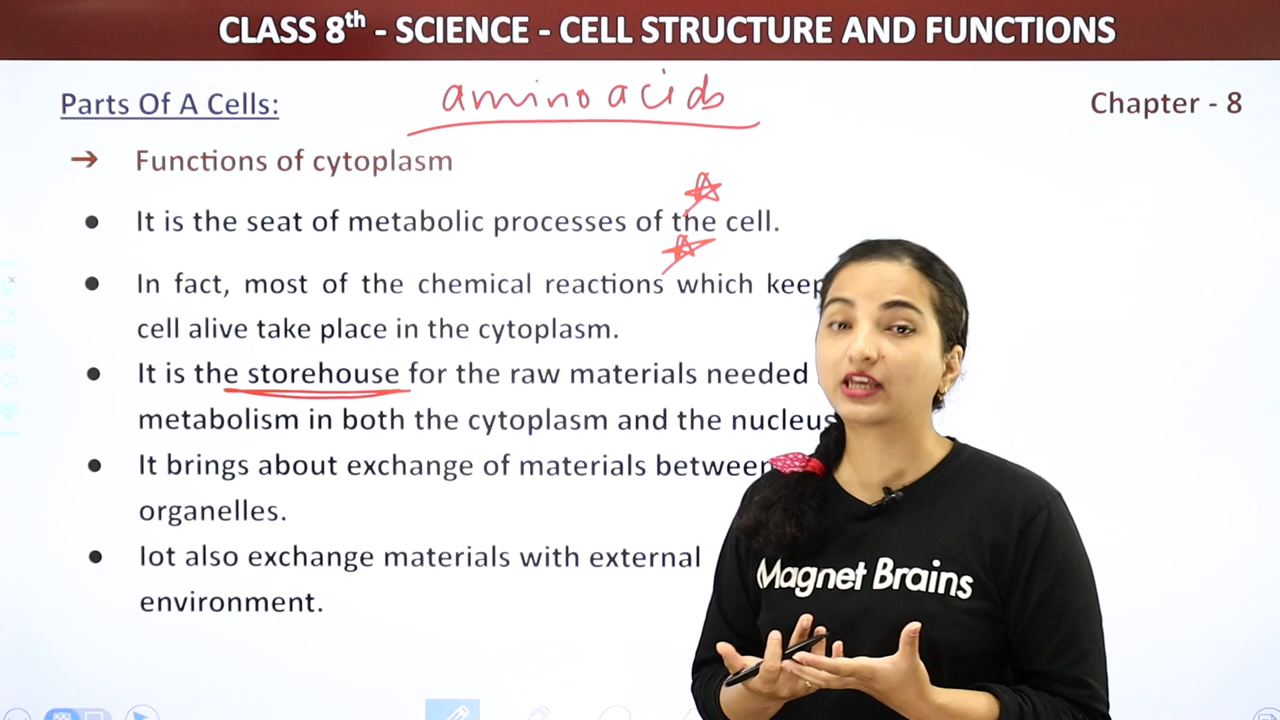 CLASS 8th - SCIENCE - CELL STRUCTURE AND FUNCTIONS
Parts Of A Cells:
aminoacids
Chapter - 8
→ Functions of cytoplasm
● It is the seat of metabolic processes of the cell.
● In fact, most of the chemical reactions which keep
cell alive take place in the cytoplasm.
● It is the storehouse for the raw materials needed
metabolism in both the cytoplasm and the nucleus
● It brings about exchange of materials between
organelles.
● Iot also exchange materials with external
environment.
Magnet Brains